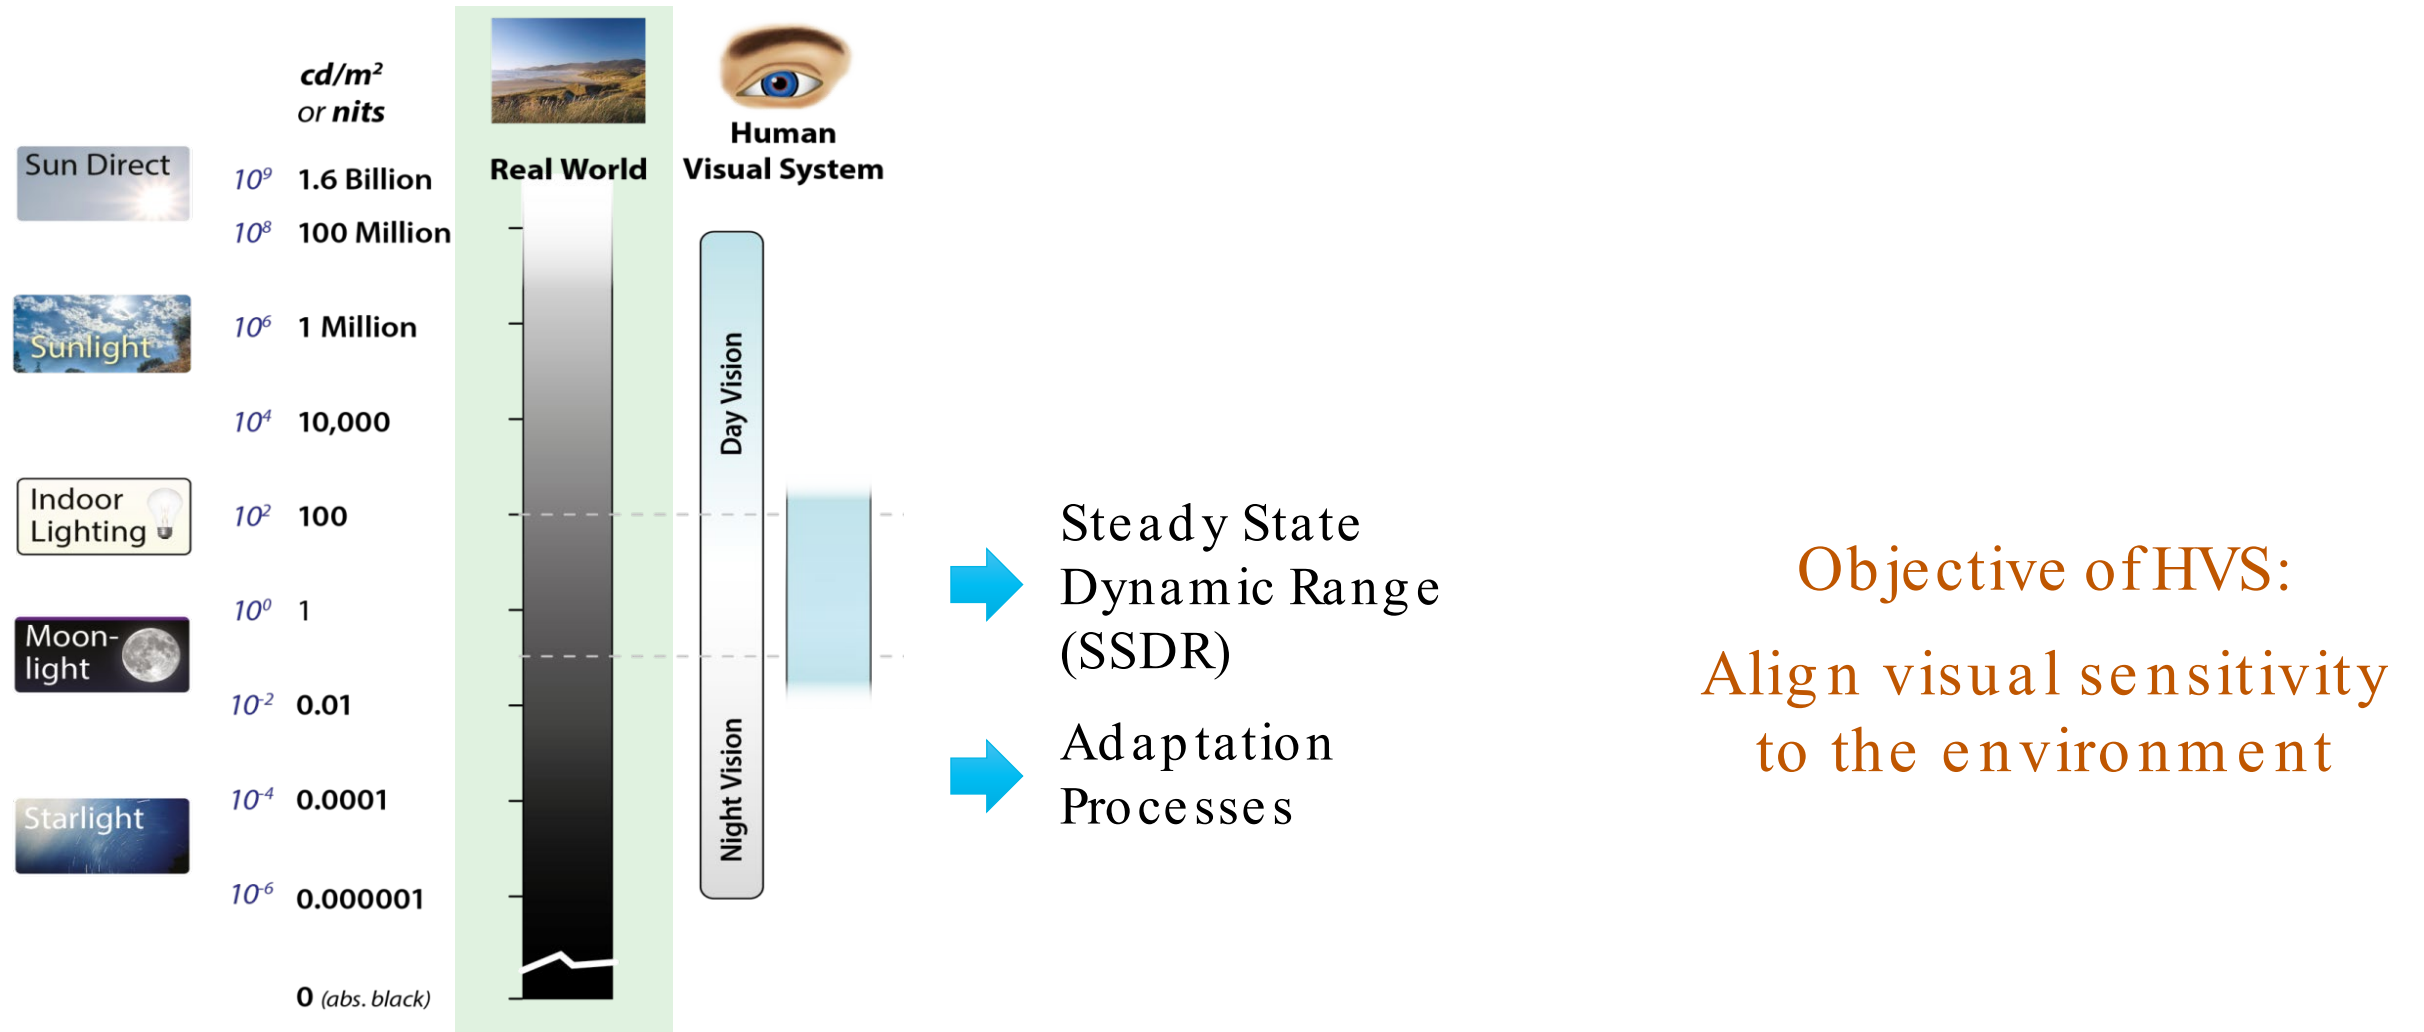 cd/m²
or nits
Sun Direct
10⁹ 1.6 Billion
10⁸ 100 Million
Sunlight
10⁶ 1 Million
10⁴ 10,000
Indoor
Lighting
10² 100
10⁰ 1
Moon-
light
10⁻² 0.01
10⁻⁴ 0.0001
Starlight
10⁻⁶ 0.000001
0 (abs. black)
Real World
Human
Visual System
Day Vision
Night Vision
Steady State
Dynamic Range
(SSDR)
Adaptation
Processes
Objective of HVS:
Align visual sensitivity
to the environment